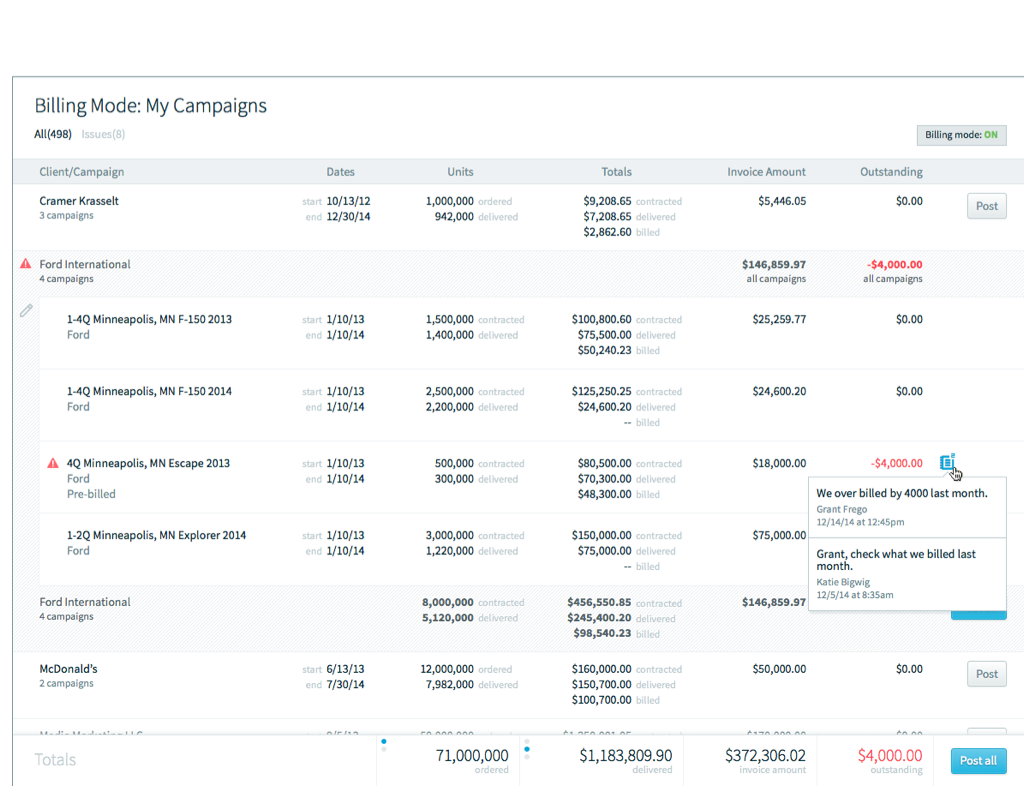 Billing Mode: My Campaigns
All(498) Issues(8)
Billing mode: ON
Client/Campaign Dates Units Totals Invoice Amount Outstanding
Cramer Krasselt start 10/13/12 1,000,000 ordered $9,208.65 contracted $5,446.05 $0.00 Post
3 campaigns end 12/30/14 942,000 delivered $7,208.65 delivered
$2,862.60 billed
Ford International $146,859.97 -$4,000.00
4 campaigns all campaigns all campaigns
1-4Q Minneapolis, MN F-150 2013 start 1/10/13 1,500,000 contracted $100,800.60 contracted $25,259.77 $0.00
Ford end 1/10/14 1,400,000 delivered $75,500.00 delivered
$50,240.23 billed
1-4Q Minneapolis, MN F-150 2014 start 1/10/13 2,500,000 contracted $125,250.25 contracted $24,600.20 $0.00
Ford end 1/10/14 2,200,000 delivered $24,600.20 delivered
-- billed
4Q Minneapolis, MN Escape 2013 start 1/10/13 500,000 contracted $80,500.00 contracted $18,000.00 -$4,000.00
Ford end 1/10/14 300,000 delivered $70,300.00 delivered
Pre-billed $48,300.00 billed
We over billed by 4000 last month.
Grant Frego
12/14/14 at 12:45pm
1-2Q Minneapolis, MN Explorer 2014 start 1/10/13 3,000,000 contracted $150,000.00 contracted $75,000.00
Ford end 1/10/14 1,220,000 delivered $75,000.00 delivered
-- billed
Grant, check what we billed last
month.
Katie Bigwig
12/5/14 at 8:35am
Ford International 8,000,000 contracted $456,550.85 contracted $146,859.97
4 campaigns 5,120,000 delivered $245,400.20 delivered
$98,540.23 billed
McDonald's start 6/13/13 12,000,000 ordered $160,000.00 contracted $50,000.00 $0.00 Post
2 campaigns end 7/30/14 7,982,000 delivered $150,700.00 delivered
$100,700.00 billed
Totals 71,000,000 $1,183,809.90 $372,306.02 $4,000.00 Post all
ordered delivered invoice amount outstanding